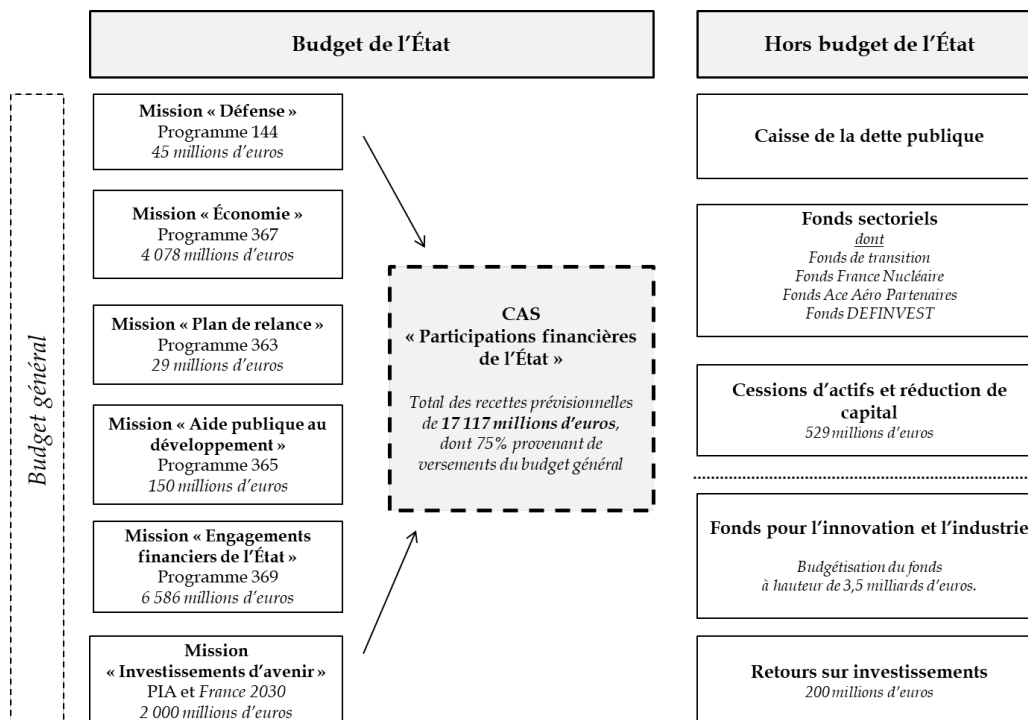 Budget de l’État
Hors budget de l’État
Budget général
Mission « Défense »
Programme 144
45 millions d’euros
Mission « Économie »
Programme 367
4 078 millions d’euros
Mission « Plan de relance »
Programme 363
29 millions d’euros
Mission « Aide publique au
développement »
Programme 365
150 millions d’euros
Mission « Engagements
financiers de l’État »
Programme 369
6 586 millions d’euros
Mission
« Investissements d’avenir »
PIA et France 2030
2 000 millions d’euros
CAS
« Participations financières
de l’État »
Total des recettes prévisionnelles
de 17 117 millions d’euros,
dont 75% provenant de
versements du budget général
Caisse de la dette publique
Fonds sectoriels
dont
Fonds de transition
Fonds France Nucléaire
Fonds Ace Aéro Partenaires
Fonds DEFINVEST
Cessions d’actifs et réduction de
capital
529 millions d’euros
Fonds pour l’innovation et l’industrie
Budgétisation du fonds
à hauteur de 3,5 milliards d’euros.
Retours sur investissements
200 millions d’euros